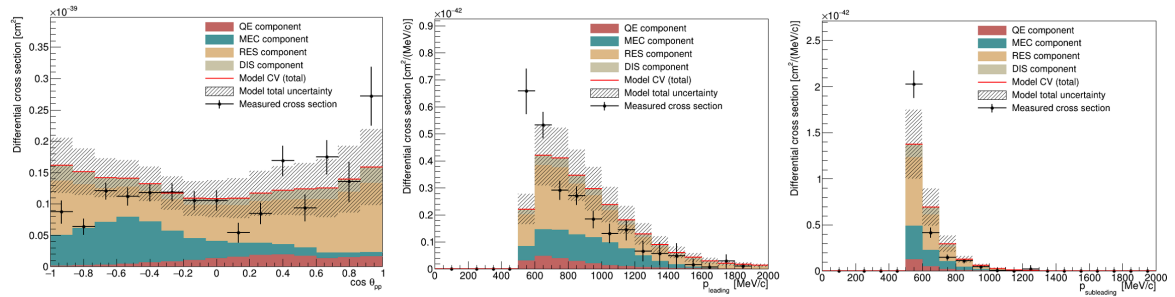 ×10⁻³⁹
Differential cross section [cm²]
QE component
MEC component
RES component
DIS component
Model CV (total)
Model total uncertainty
Measured cross section
0.35
0.3
0.25
0.2
0.15
0.1
0.05
0
-1 -0.8 -0.6 -0.4 -0.2 0 0.2 0.4 0.6 0.8 1
cos θpp
×10⁻⁴²
Differential cross section [cm²/(MeV/c)]
QE component
MEC component
RES component
DIS component
Model CV (total)
Model total uncertainty
Measured cross section
0.9
0.8
0.7
0.6
0.5
0.4
0.3
0.2
0.1
0
0 200 400 600 800 1000 1200 1400 1600 1800 2000
pleading [MeV/c]
×10⁻⁴²
Differential cross section [cm²/(MeV/c)]
QE component
MEC component
RES component
DIS component
Model CV (total)
Model total uncertainty
Measured cross section
2.5
2
1.5
1
0.5
0
0 200 400 600 800 1000 1200 1400 1600 1800 2000
psubleading [MeV/c]